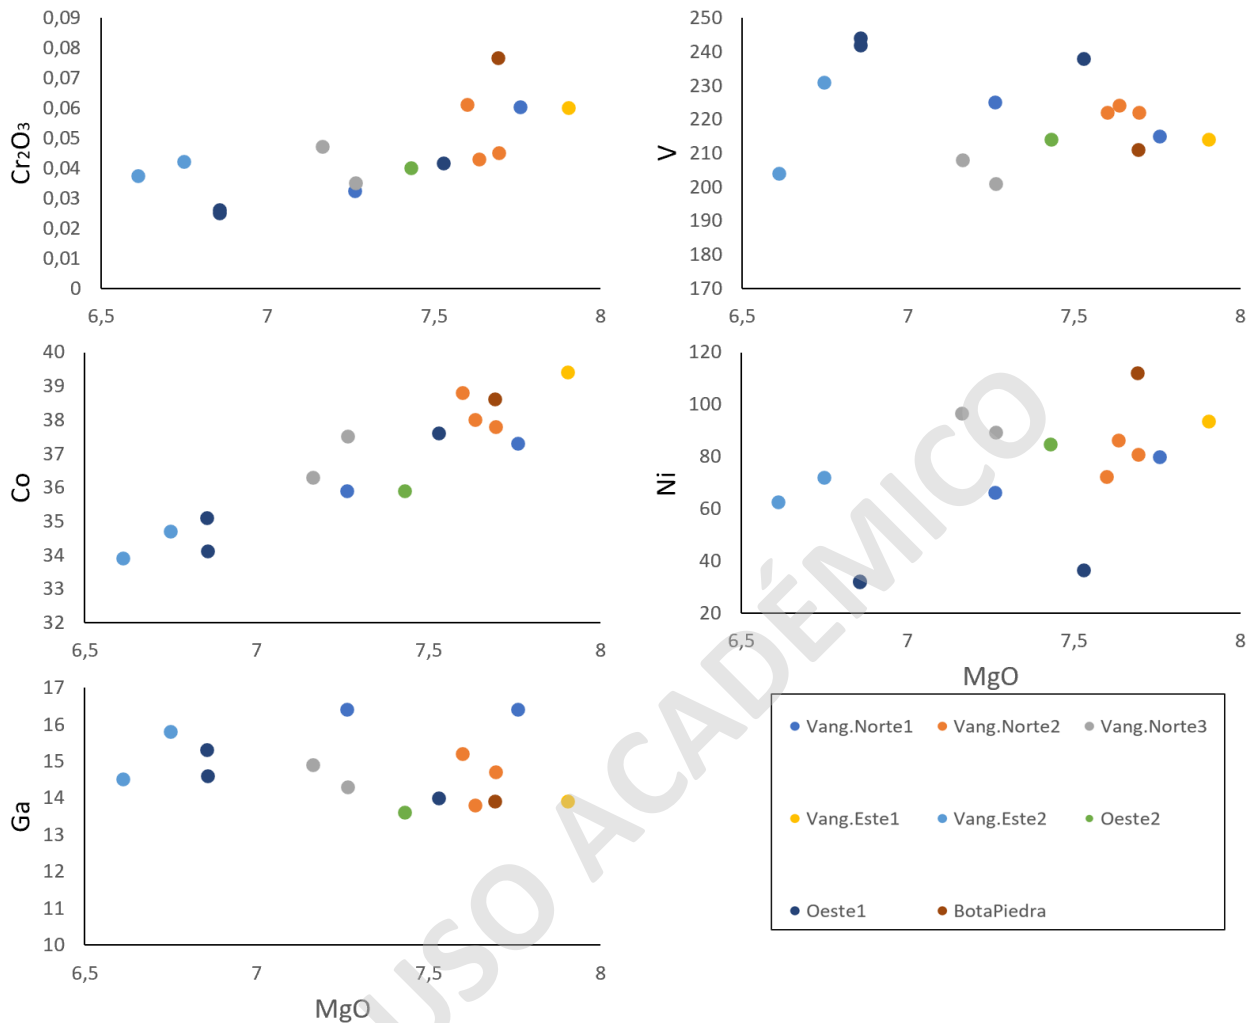 0,09
0,08
0,07
0,06
0,05
0,04
0,03
0,02
0,01
0
Cr₂O₃
6,5 7 7,5 8
250
240
230
220
210
200
190
180
170
V
6,5 7 7,5 8
40
39
38
37
36
35
34
33
32
Co
6,5 7 7,5 8
120
100
80
60
40
20
Ni
6,5 7 7,5 8
MgO
17
16
15
14
13
12
11
10
Ga
6,5 7 7,5 8
MgO
Vang.Norte1 Vang.Norte2 Vang.Norte3
Vang.Este1 Vang.Este2 Oeste2
Oeste1 BotaPiedra
USO ACADÉMICO